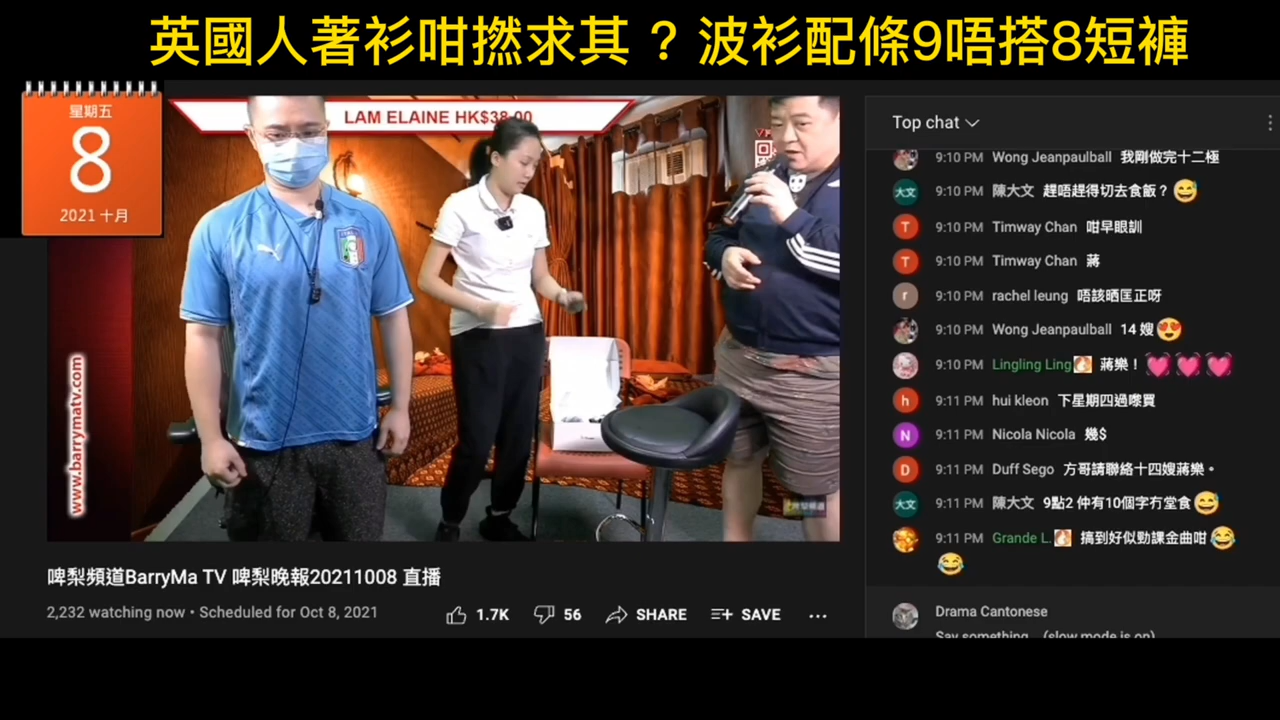 英國人著衫咁撚求其？波衫配條9唔搭8短褲
星期五
8
2021 十月
LAM ELAINE HK$38.00
www.barrymatv.com
啤梨頻道BarryMa TV 啤梨晚報20211008 直播
2,232 watching now • Scheduled for Oct 8, 2021
1.7K
56
SHARE
SAVE
Top chat
9:10 PM Wong Jeanpaulball 我剛做完十二極
大文 9:10 PM 陳大文 趕唔趕得切去食飯？😅
T 9:10 PM Timway Chan 咁早眼訓
T 9:10 PM Timway Chan 蔣
r 9:10 PM rachel leung 唔該晒匡正呀
9:10 PM Wong Jeanpaulball 14 嫂😍
9:10 PM Lingling Ling 蔣樂！💓💓💓
h 9:11 PM hui kleon 下星期四過嚟買
N 9:11 PM Nicola Nicola 幾$
D 9:11 PM Duff Sego 方哥請聯絡十四嫂蔣樂。
大文 9:11 PM 陳大文 9點2 仲有10個字冇堂食😅
9:11 PM Grande L. 搞到好似勁課金曲咁😂
😂
Drama Cantonese
Say something... (slow mode is on)